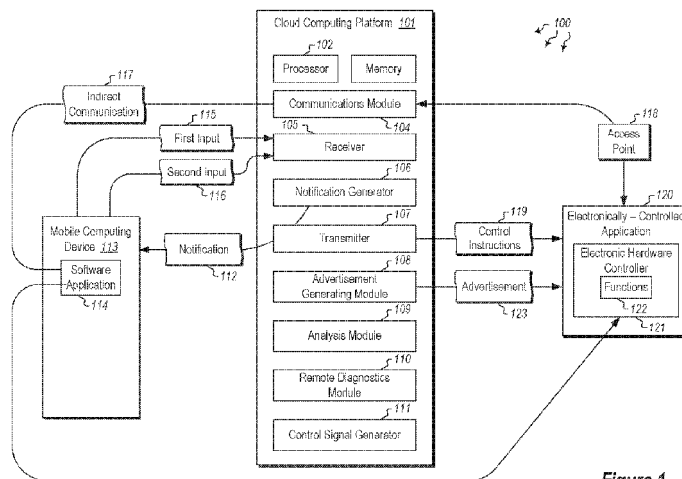 Cloud Computing Platform 101
100
102
Processor
Memory
117
Indirect
Communication
Communications Module
104
115
First Input
105
Receiver
118
Access
Point
Second Input
116
106
Notification Generator
120
Electronically – Controlled
Application
107
Transmitter
119
Control
Instructions
Mobile Computing
Device 113
Notification
112
Electronic Hardware
Controller
Functions
122
121
Software
Application
114
108
Advertisement
Generating Module
Advertisement
123
109
Analysis Module
110
Remote Diagnostics
Module
111
Control Signal Generator
Figure 1